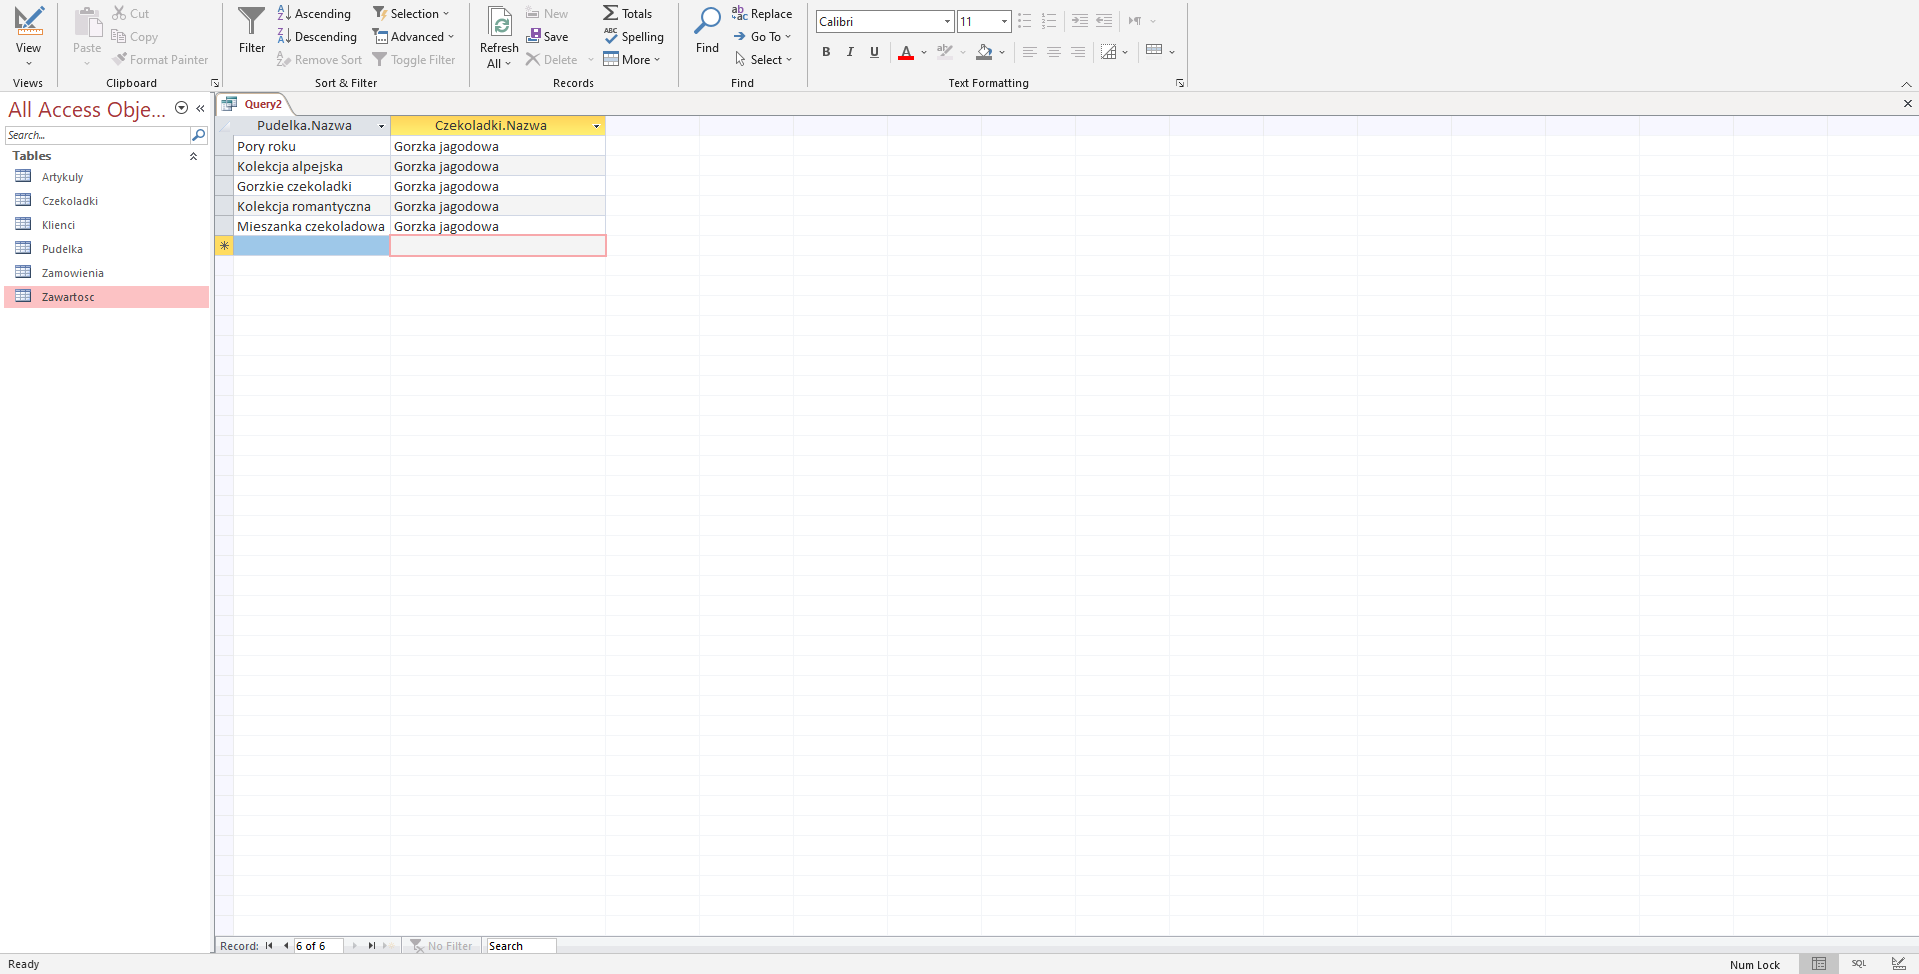 View
Views
Paste
Cut
Copy
Format Painter
Clipboard
Filter
Ascending
Descending
Remove Sort
Selection
Advanced
Toggle Filter
Sort & Filter
Refresh
All
New
Save
Delete
Totals
Spelling
More
Records
Find
Replace
Go To
Select
Find
Calibri
11
B I U A
Text Formatting
All Access Obje...
Search...
Tables
Artykuly
Czekoladki
Klienci
Pudelka
Zamowienia
Zawartosc
Query2
Pudelka.Nazwa Czekoladki.Nazwa
Pory roku Gorzka jagodowa
Kolekcja alpejska Gorzka jagodowa
Gorzkie czekoladki Gorzka jagodowa
Kolekcja romantyczna Gorzka jagodowa
Mieszanka czekoladowa Gorzka jagodowa
Record: 6 of 6 No Filter Search
Ready
Num Lock SQL